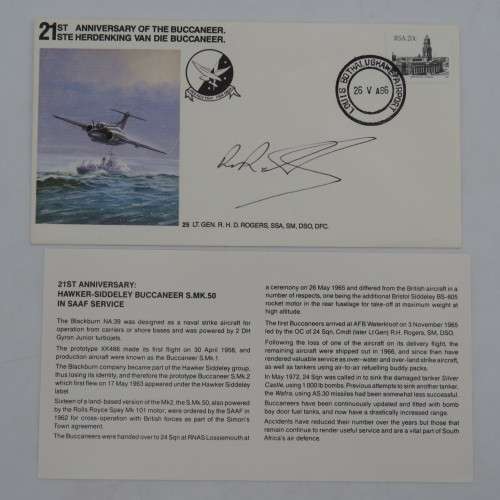 21ST ANNIVERSARY OF THE BUCCANEER.
STE HERDENKING VAN DIE BUCCANEER.
RSA 20c
LOUIS BOTHALUGHAWE/AIRPORT
26 V A86
25 LT. GEN. R. H. D. ROGERS, SSA, SM, DSO, DFC.
21ST ANNIVERSARY:
HAWKER-SIDDELEY BUCCANEER S.MK.50
IN SAAF SERVICE
The Blackburn NA.39 was designed as a naval strike aircraft for
operation from carriers or shore bases and was powered by 2 DH
Gyron Junior turbojets.
The prototype XK486 made its first flight on 30 April 1958, and
production aircraft were known as the Buccaneer S.Mk.1.
The Blackburn company became part of the Hawker Siddeley group,
thus losing its identity, and therefore the prototype Buccaneer S.Mk.2
which first flew on 17 May 1963 appeared under the Hawker Siddeley
label.
Sixteen of a land-based version of the Mk2, the S.Mk.50, also powered
by the Rolls Royce Spey Mk 101 motor, were ordered by the SAAF in
1962 for cross-operation with British forces as part of the Simon's
Town agreement.
The Buccaneers were handed over to 24 Sqn at RNAS Lossiemouth at
a ceremony on 26 May 1965 and differed from the British aircraft in a
number of respects, one being the additional Bristol Siddeley BS-605
rocket motor in the rear fuselage for take-off at maximum weight at
high altitude.
The first Buccaneers arrived at AFB Waterkloof on 3 November 1965
led by the OC of 24 Sqn. Cmdt (later Lt Gen) R.H. Rogers, SM, DSO.
Following the loss of one of the aircraft on its delivery flight, the
remaining aircraft were shipped out in 1966, and since then have
rendered valuable service as over-water and over-land strike aircraft,
as well as tankers using air-to-air refuelling buddy packs.
In May 1972, 24 Sqn was called in to sink the damaged tanker Silver
Castle, using 1 000 lb bombs. Previous attempts to sink another tanker,
the Wafra, using AS.30 missiles had been somewhat less successful.
Buccaneers have been continuously updated and fitted with bomb
bay door fuel tanks, and now have a drastically increased range.
Accidents have reduced their number over the years but those that
remain continue to render useful service and are a vital part of South
Africa's air defence.